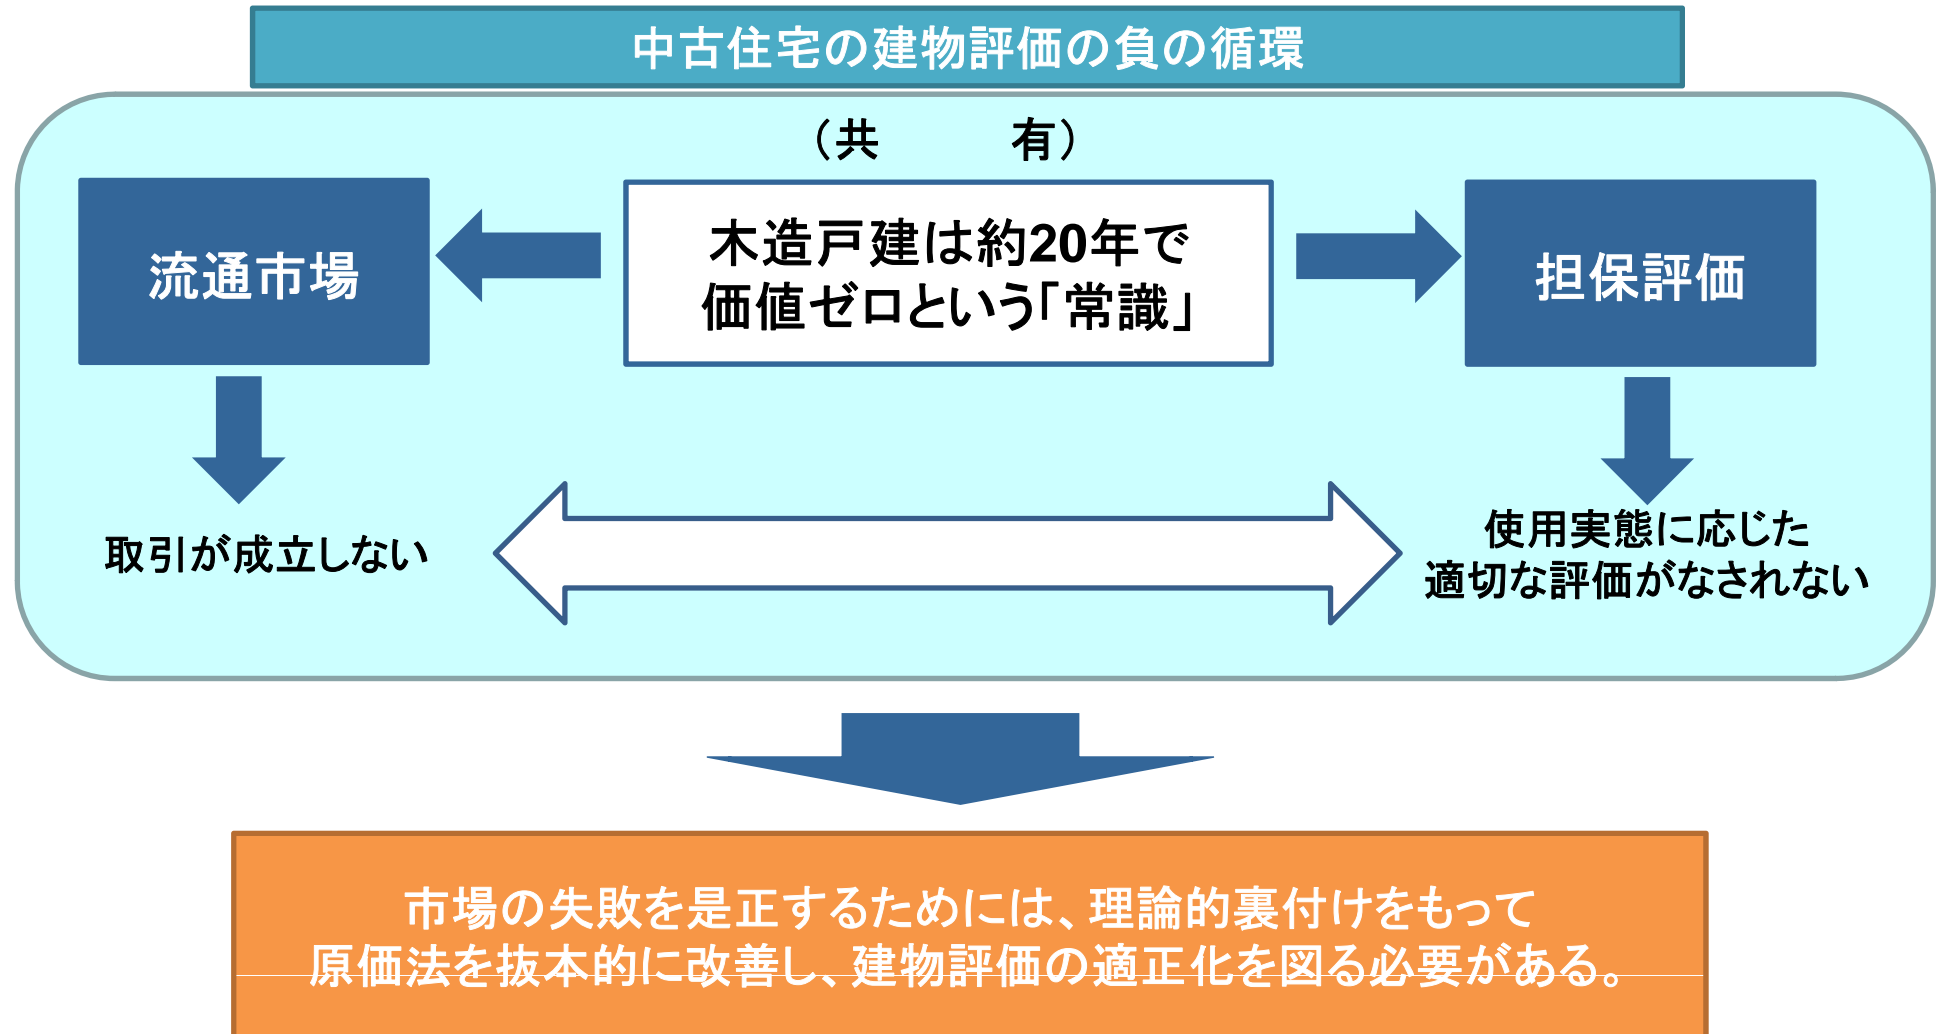 中古住宅の建物評価の負の循環
（共　　　有）
流通市場
木造戸建は約20年で
価値ゼロという「常識」
担保評価
取引が成立しない
使用実態に応じた
適切な評価がなされない
市場の失敗を是正するためには、理論的裏付けをもって
原価法を抜本的に改善し、建物評価の適正化を図る必要がある。